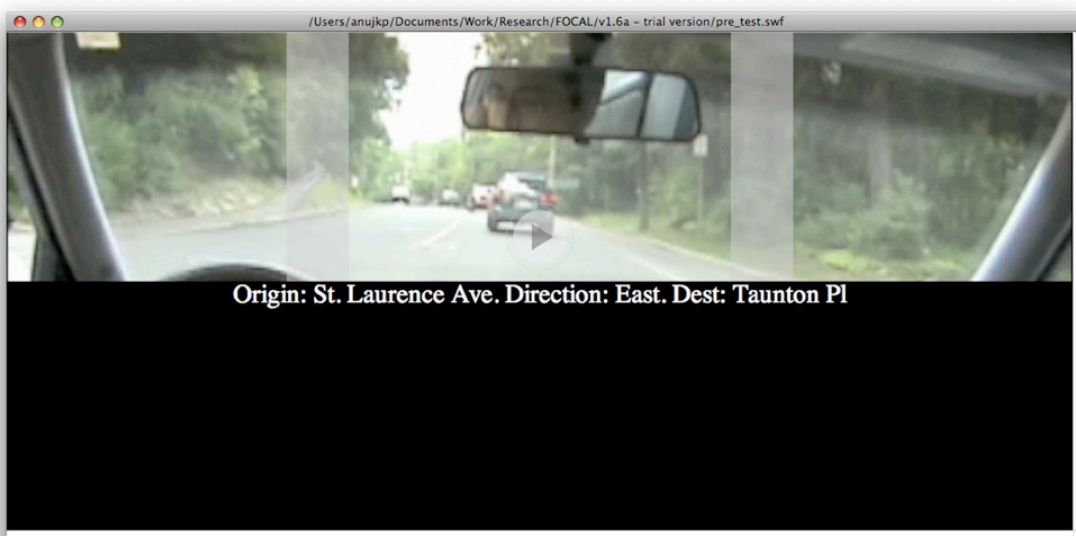 /Users/anujkp/Documents/Work/Research/FOCAL/v1.6a - trial version/pre_test.swf
Origin: St. Laurence Ave. Direction: East. Dest: Taunton Pl